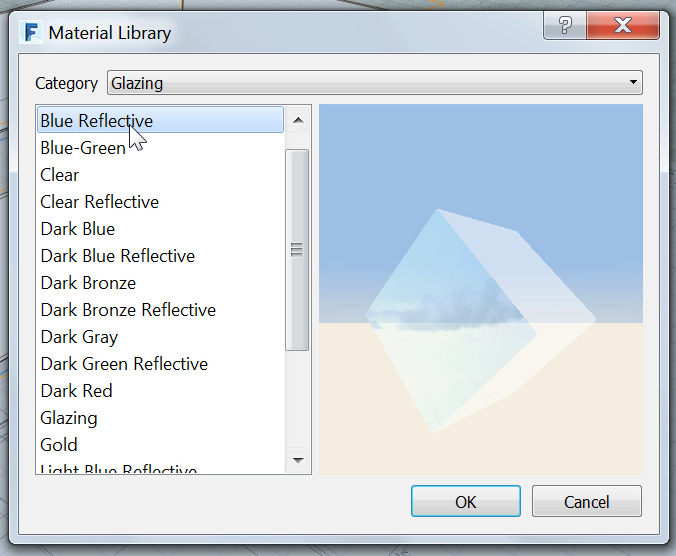 Material Library
Category Glazing
Blue Reflective
Blue-Green
Clear
Clear Reflective
Dark Blue
Dark Blue Reflective
Dark Bronze
Dark Bronze Reflective
Dark Gray
Dark Green Reflective
Dark Red
Glazing
Gold
Light Blue Reflective
OK Cancel